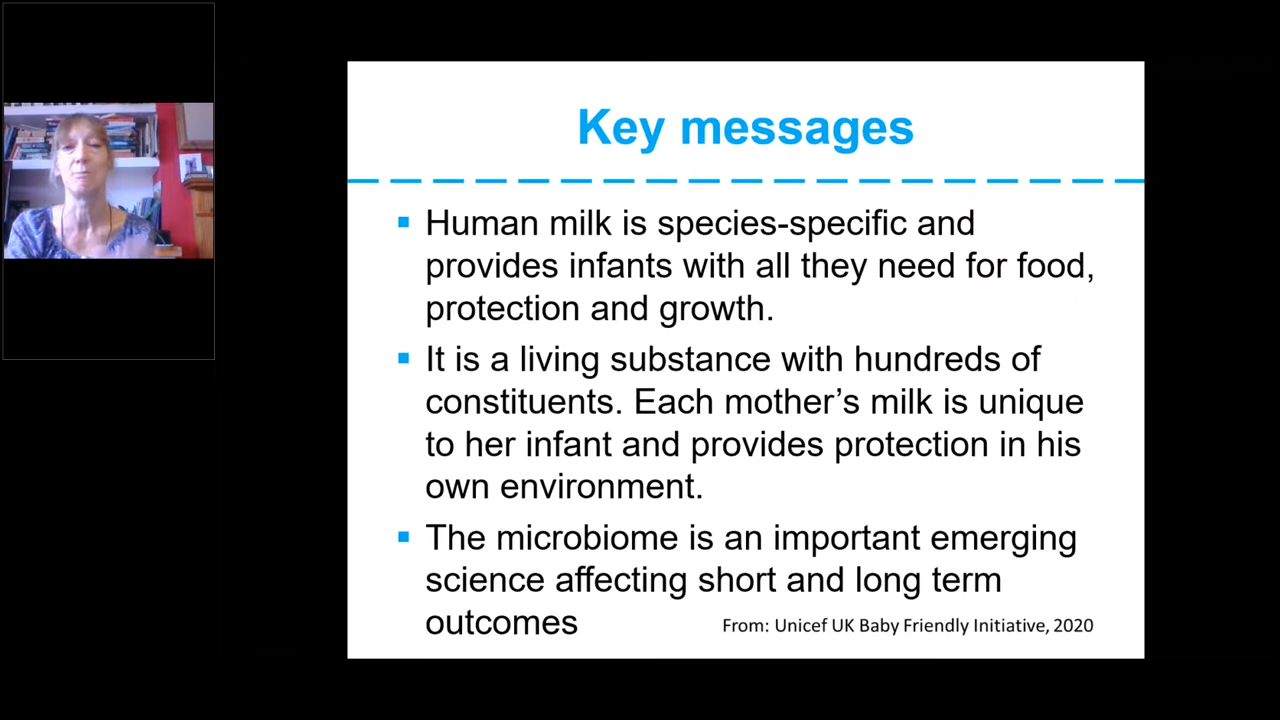 Key messages
Human milk is species-specific and
provides infants with all they need for food,
protection and growth.
It is a living substance with hundreds of
constituents. Each mother’s milk is unique
to her infant and provides protection in his
own environment.
The microbiome is an important emerging
science affecting short and long term
outcomes
From: Unicef UK Baby Friendly Initiative, 2020